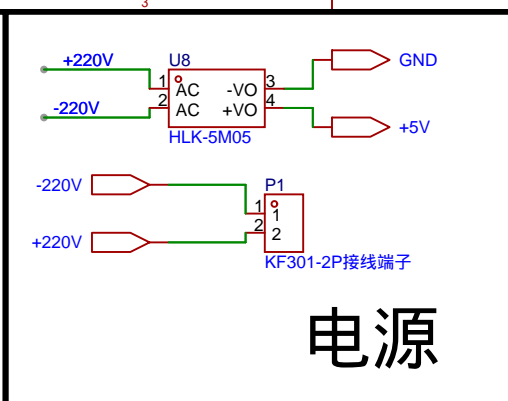 3
+220V
U8
1
AC
-VO
3
GND
2
AC
+VO
4
-220V
HLK-5M05
+5V
-220V
P1
1
1
+220V
2
2
KF301-2P接线端子
电源